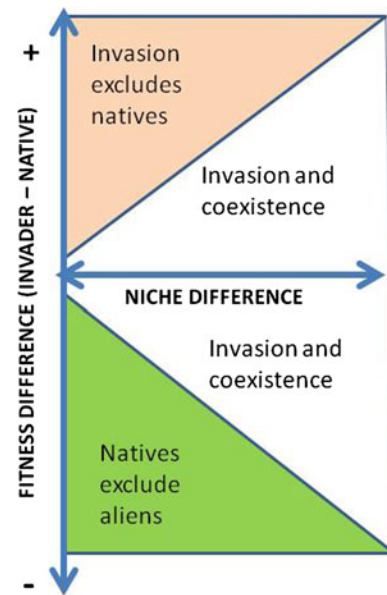 +
Invasion
excludes
natives
Invasion and
coexistence
NICHE DIFFERENCE
Invasion and
coexistence
Natives
exclude
aliens
-
FITNESS DIFFERENCE (INVADER – NATIVE)